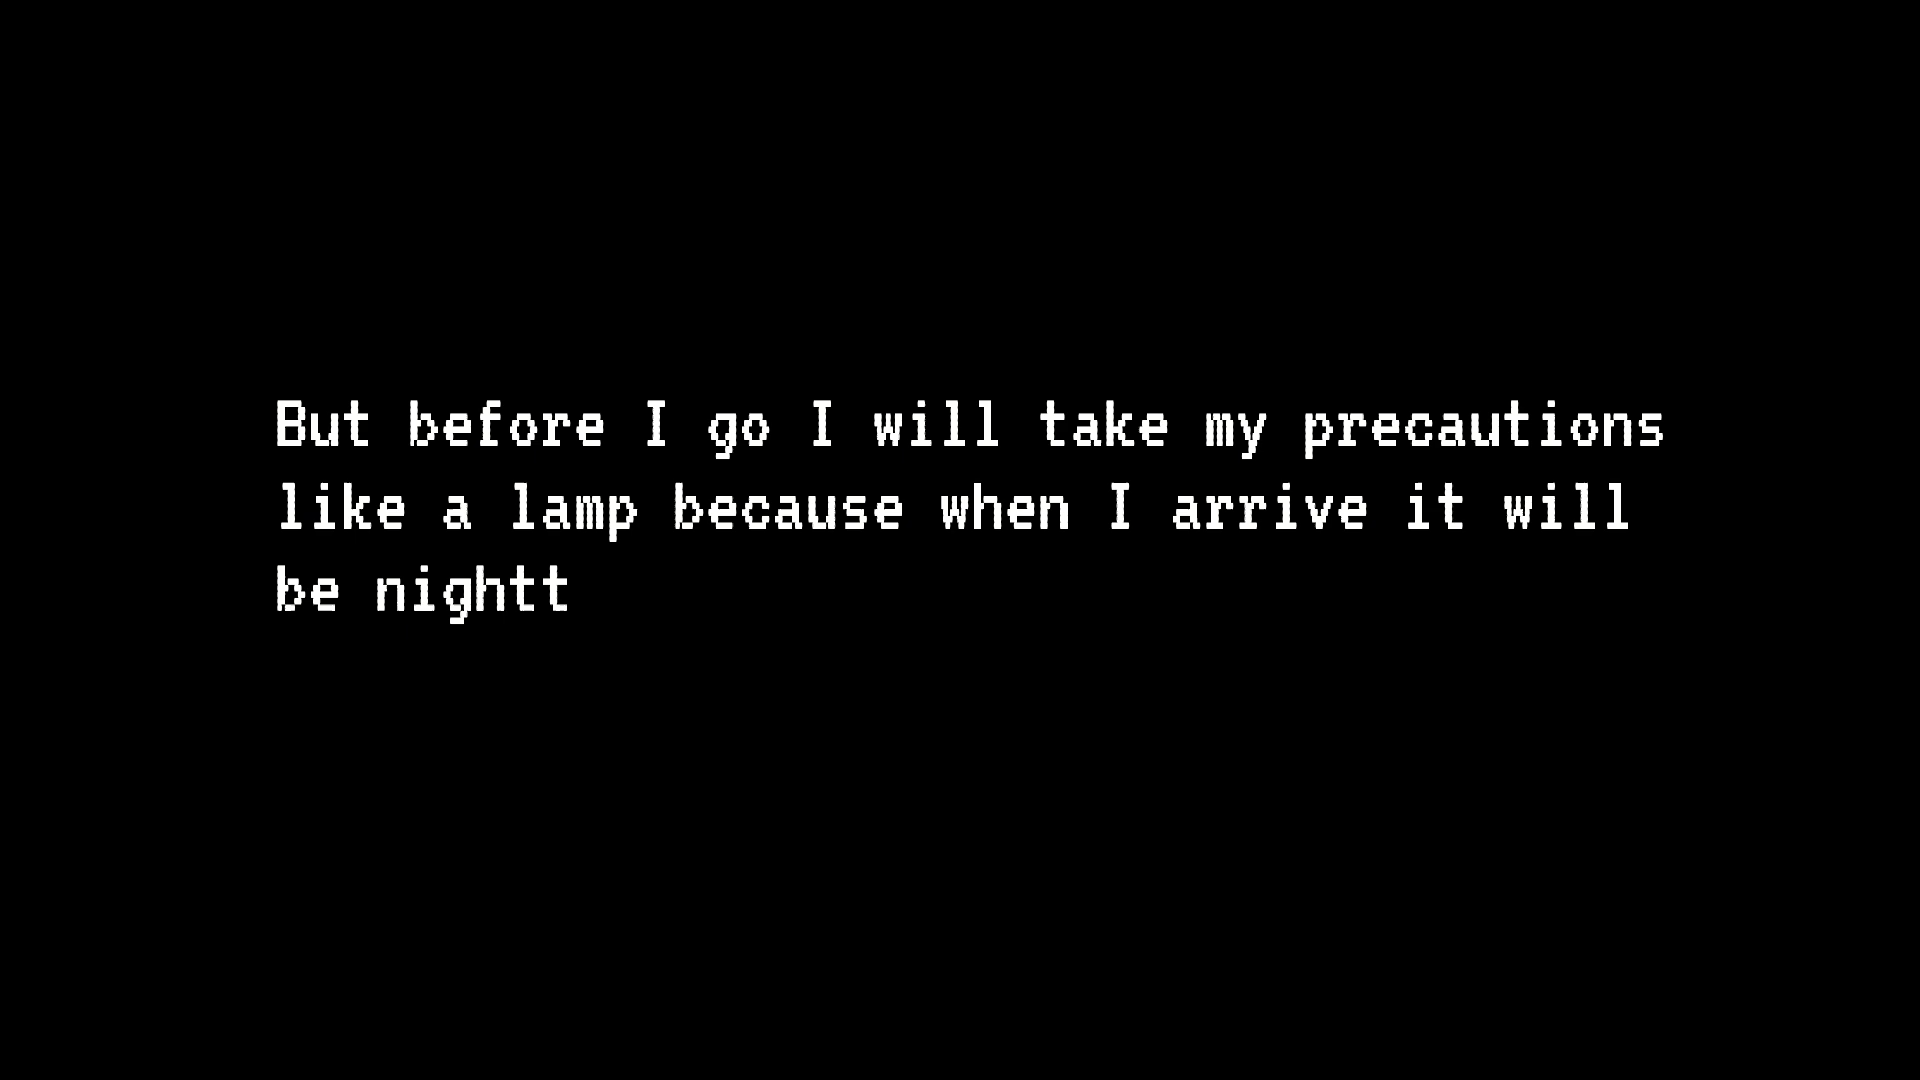 But before I go I will take my precautions
like a lamp because when I arrive it will
be nightt